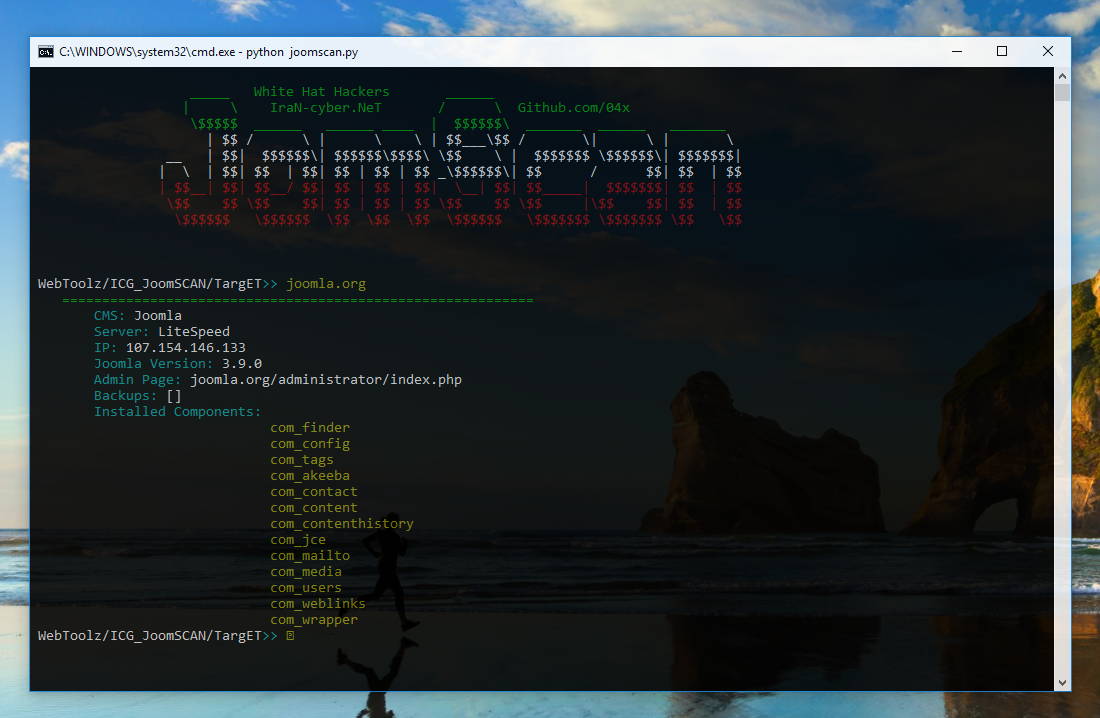 C:\WINDOWS\system32\cmd.exe - python  joomscan.py
White Hat Hackers
IraN-cyber.NeT
Github.com/04x
JoomScan
WebToolz/ICG_JoomSCAN/TargET>> joomla.org
===========================================================
CMS: Joomla
Server: LiteSpeed
IP: 107.154.146.133
Joomla Version: 3.9.0
Admin Page: joomla.org/administrator/index.php
Backups: []
Installed Components:
com_finder
com_config
com_tags
com_akeeba
com_contact
com_content
com_contenthistory
com_jce
com_mailto
com_media
com_users
com_weblinks
com_wrapper
WebToolz/ICG_JoomSCAN/TargET>>